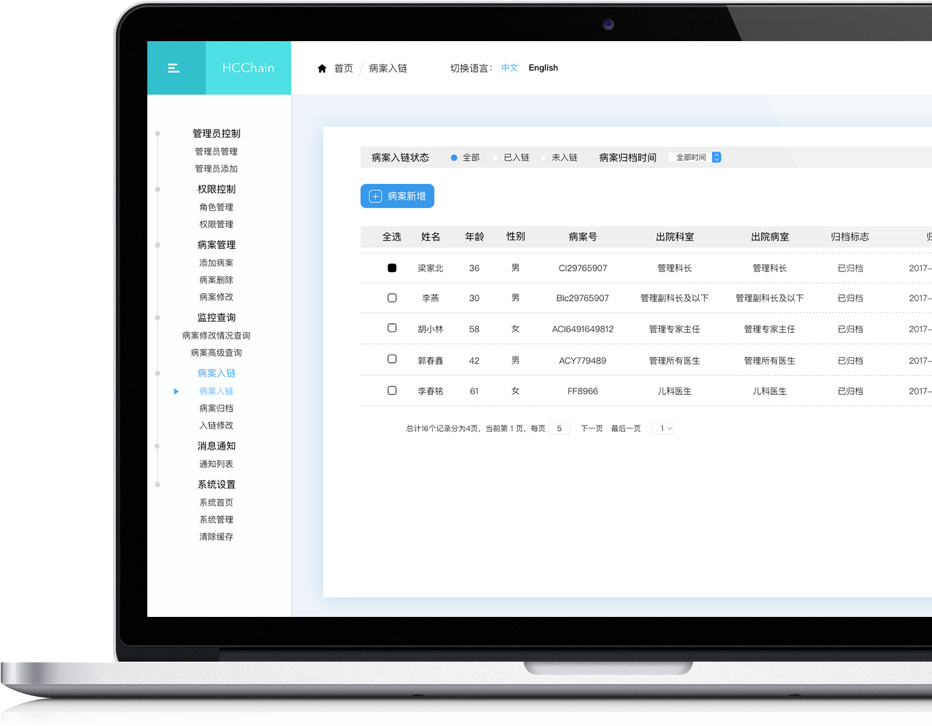 HCChain
首页 / 病案入链 切换语言: 中文 English
管理员控制
管理员管理
管理员添加
权限控制
角色管理
权限管理
病案管理
添加病案
病案删除
病案修改
监控查询
病案修改情况查询
病案高级查询
病案入链
病案入链
病案归档
入链修改
消息通知
通知列表
系统设置
系统首页
系统管理
清除缓存
病案入链状态 全部 已入链 未入链 病案归档时间 全部时间
病案新增
全选 姓名 年龄 性别 病案号 出院科室 出院病室 归档标志
梁家北 36 男 CI29765907 管理科长 管理科长 已归档 2017-
李燕 30 男 Blc29765907 管理副科长及以下 管理副科长及以下 已归档 2017-
胡小林 58 女 ACI6491649812 管理专家主任 管理专家主任 已归档 2017-
郭春鑫 42 男 ACY779489 管理所有医生 管理所有医生 已归档 2017-
李春铭 61 女 FF8966 儿科医生 儿科医生 已归档 2017-
总计16个记录分为4页, 当前第 1 页, 每页 5 下一页 最后一页 1